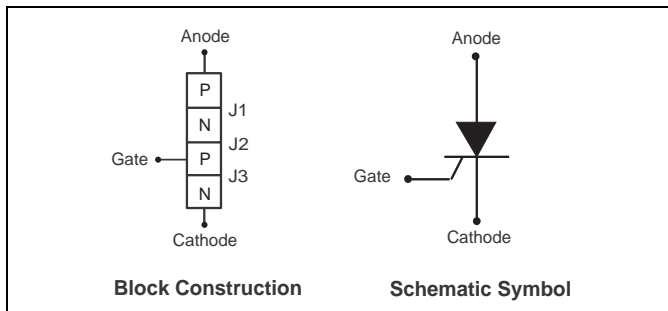 Anode
P
J1
N
J2
Gate
P
J3
N
Cathode
Block Construction
Anode
Gate
Cathode
Schematic Symbol